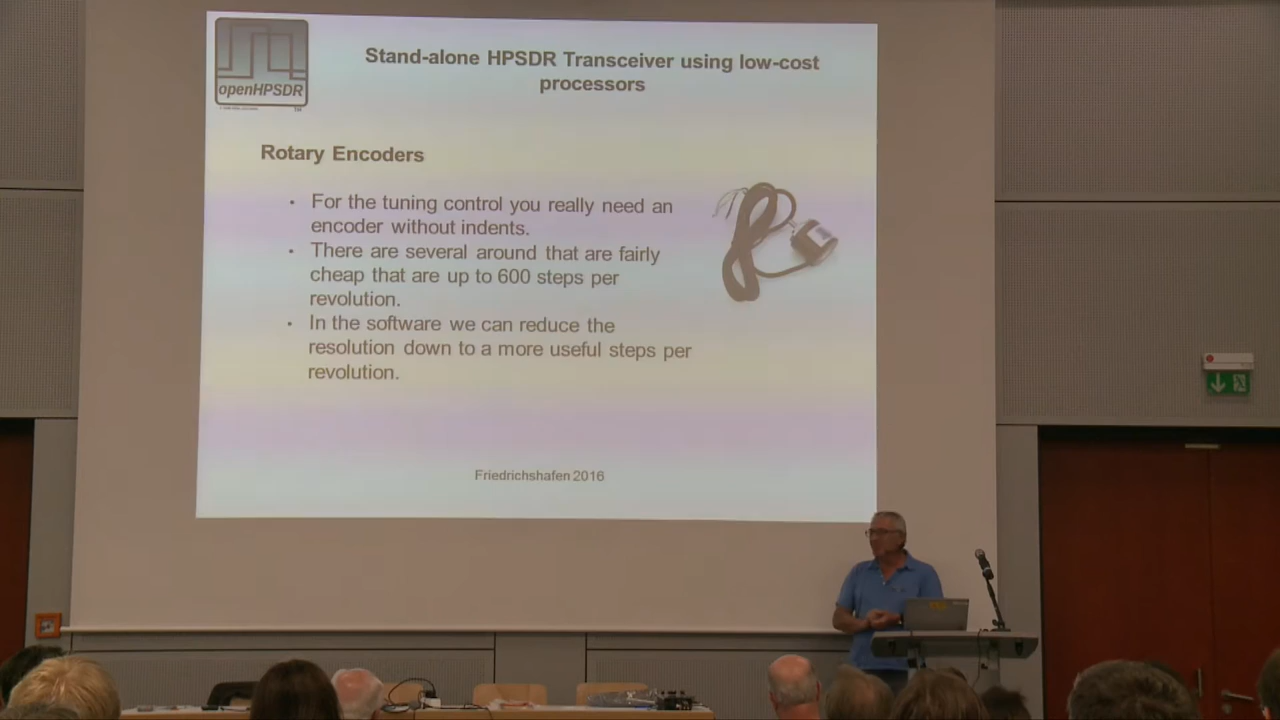 openHPSDR
TM
Stand-alone HPSDR Transceiver using low-cost
processors
Rotary Encoders
• For the tuning control you really need an
encoder without indents.
• There are several around that are fairly
cheap that are up to 600 steps per
revolution.
• In the software we can reduce the
resolution down to a more useful steps per
revolution.
Friedrichshafen 2016